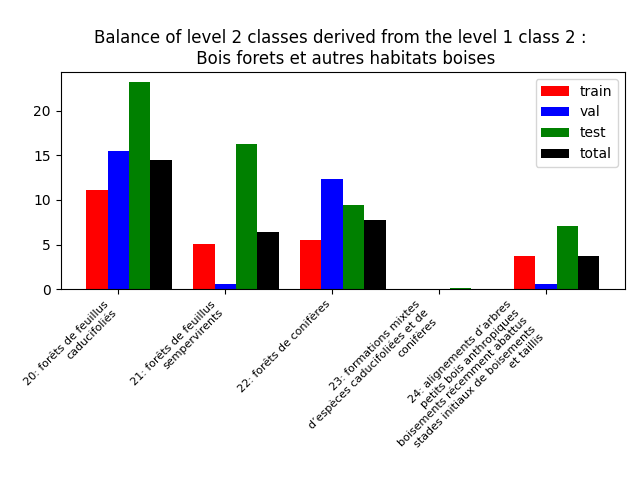 Balance of level 2 classes derived from the level 1 class 2 :
Bois forets et autres habitats boises
20
15
10
5
0
train
val
test
total
20: forêts de feuillus
caducifoliés
21: forêts de feuillus
sempervirents
22: forêts de conifères
23: formations mixtes
d’espèces caducifoliées et de
conifères
24: alignements d’arbres
petits bois anthropiques
boisements récemment abattus
stades initiaux de boisements
et taillis